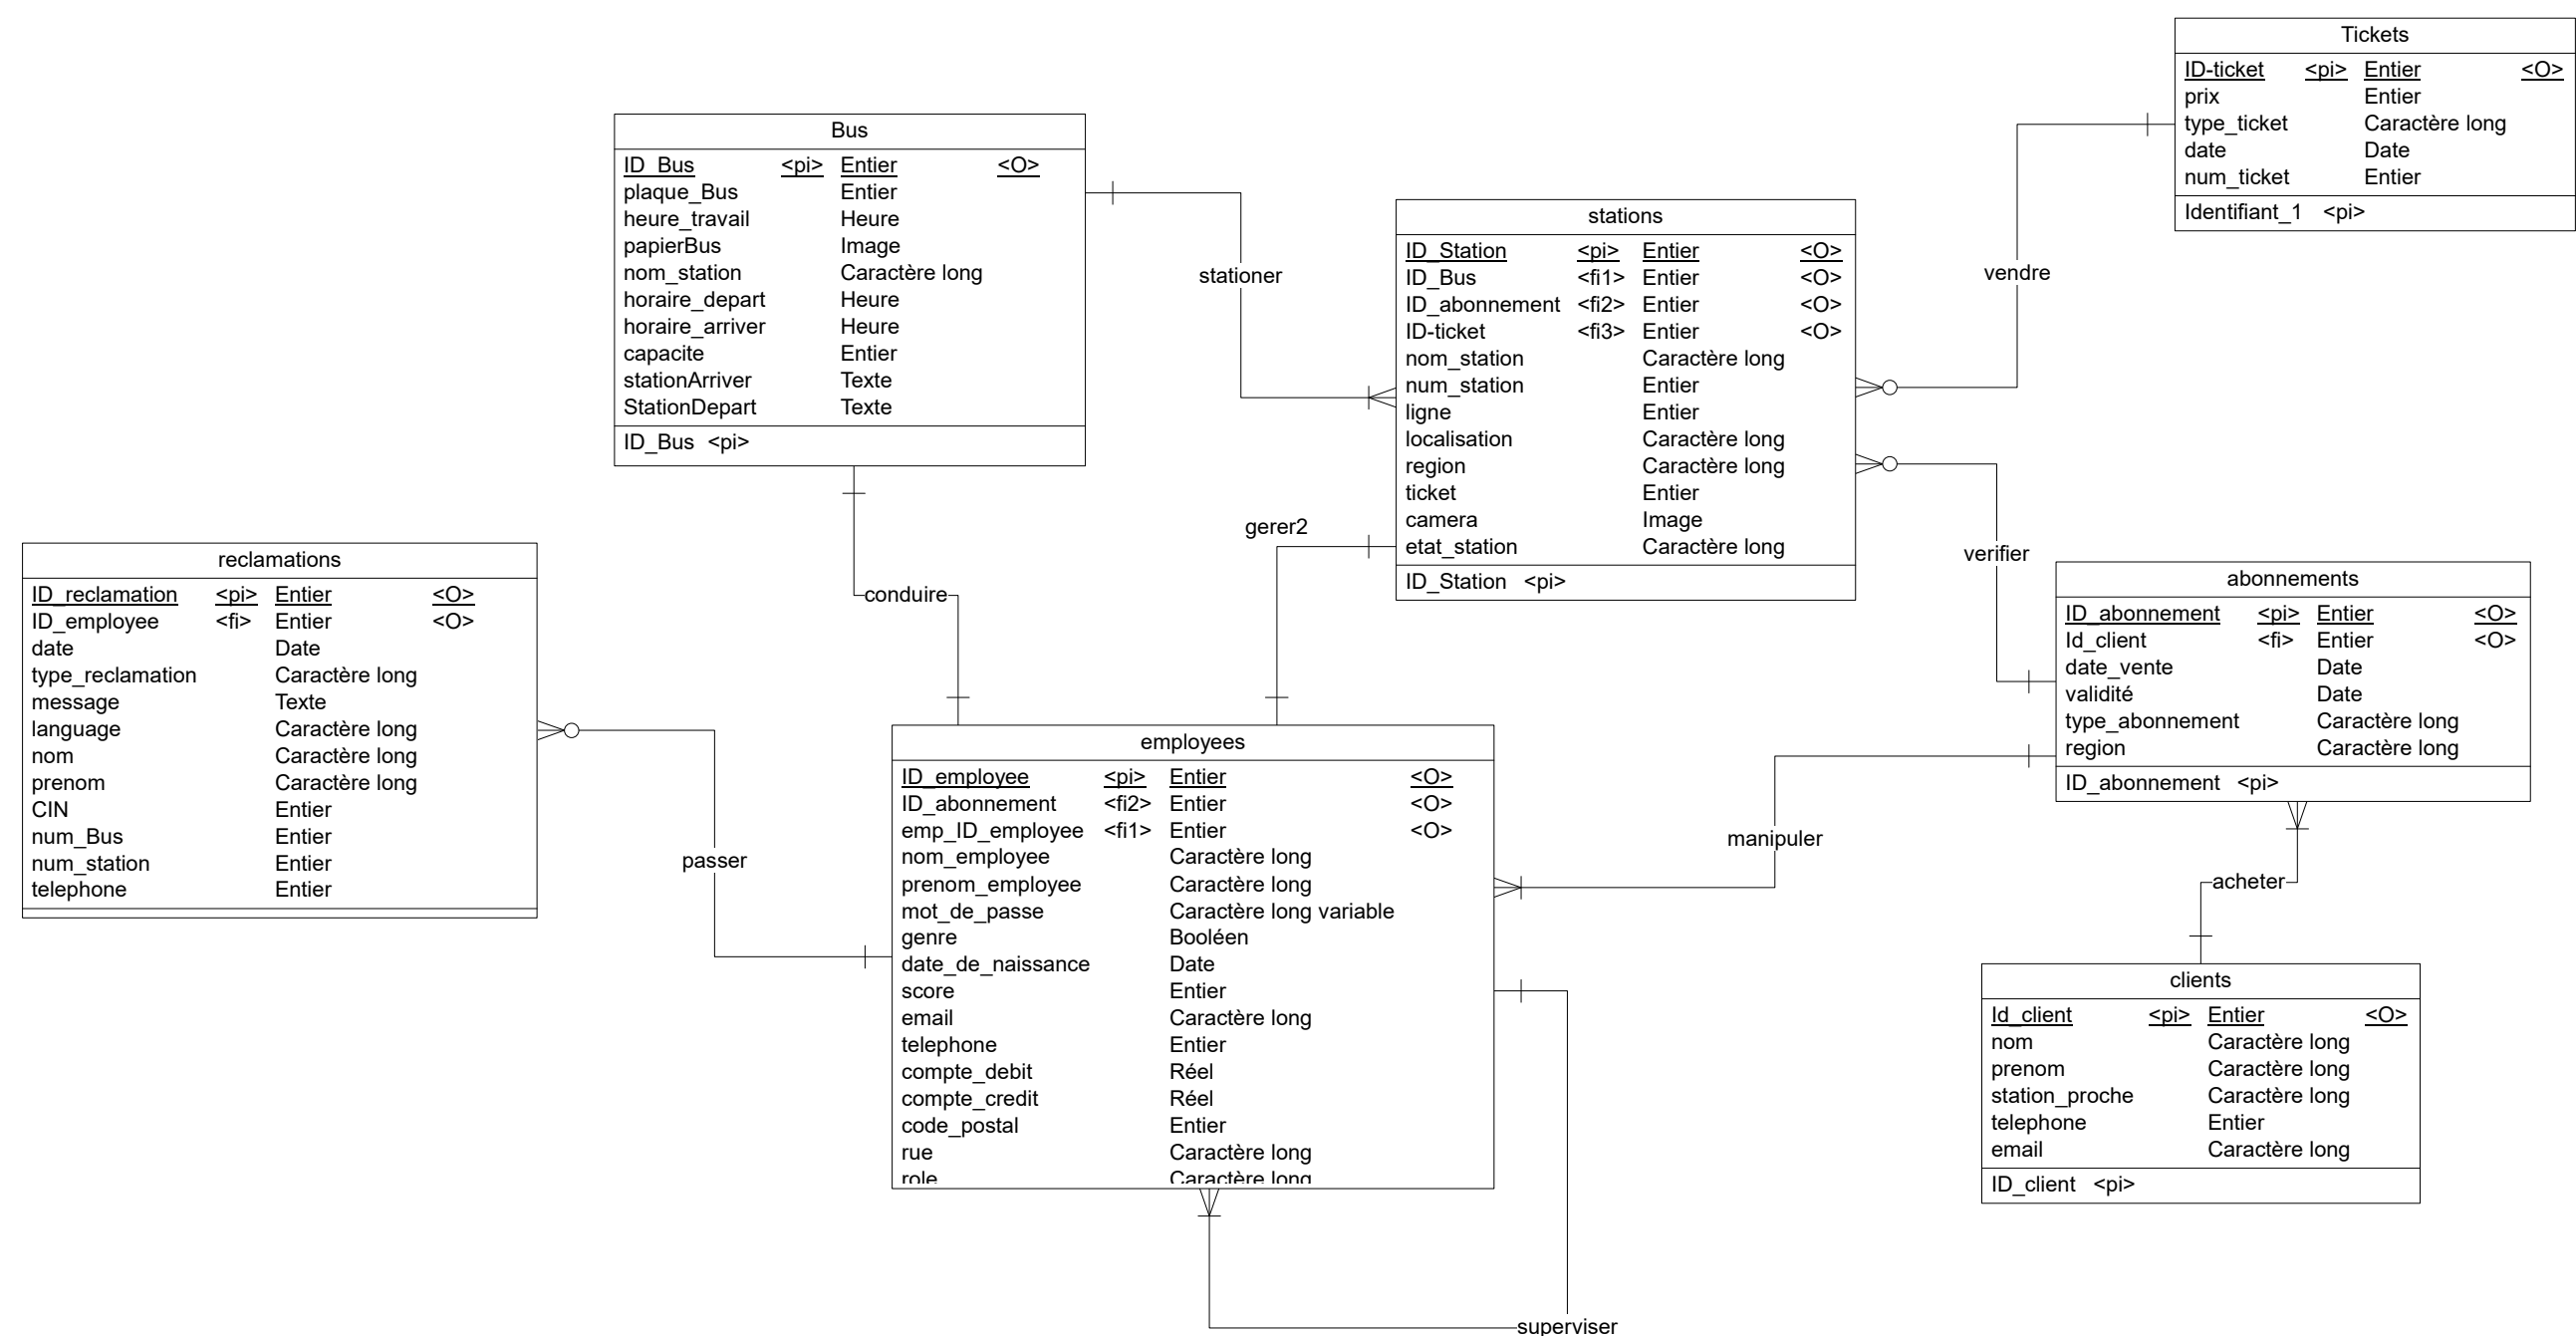 Tickets
ID-ticket <pi> Entier <O>
prix Entier
type_ticket Caractère long
date Date
num_ticket Entier
Identifiant_1 <pi>
Bus
ID_Bus <pi> Entier <O>
plaque_Bus Entier
heure_travail Heure
papierBus Image
nom_station Caractère long
horaire_depart Heure
horaire_arriver Heure
capacite Entier
stationArriver Texte
StationDepart Texte
ID_Bus <pi>
stationer
stations
ID_Station <pi> Entier <O>
ID_Bus <fi1> Entier <O>
ID_abonnement <fi2> Entier <O>
ID-ticket <fi3> Entier <O>
nom_station Caractère long
num_station Entier
ligne Entier
localisation Caractère long
region Caractère long
ticket Entier
camera Image
etat_station Caractère long
ID_Station <pi>
vendre
gerer2
verifier
conduire
reclamations
ID_reclamation <pi> Entier <O>
ID_employee <fi> Entier <O>
date Date
type_reclamation Caractère long
message Texte
language Caractère long
nom Caractère long
prenom Caractère long
CIN Entier
num_Bus Entier
num_station Entier
telephone Entier
passer
abonnements
ID_abonnement <pi> Entier <O>
Id_client <fi> Entier <O>
date_vente Date
validité Date
type_abonnement Caractère long
region Caractère long
ID_abonnement <pi>
employees
ID_employee <pi> Entier <O>
ID_abonnement <fi2> Entier <O>
emp_ID_employee <fi1> Entier <O>
nom_employee Caractère long
prenom_employee Caractère long
mot_de_passe Caractère long variable
genre Booléen
date_de_naissance Date
score Entier
email Caractère long
telephone Entier
compte_debit Réel
compte_credit Réel
code_postal Entier
rue Caractère long
role Caractère long
manipuler
acheter
clients
Id_client <pi> Entier <O>
nom Caractère long
prenom Caractère long
station_proche Caractère long
telephone Entier
email Caractère long
ID_client <pi>
superviser